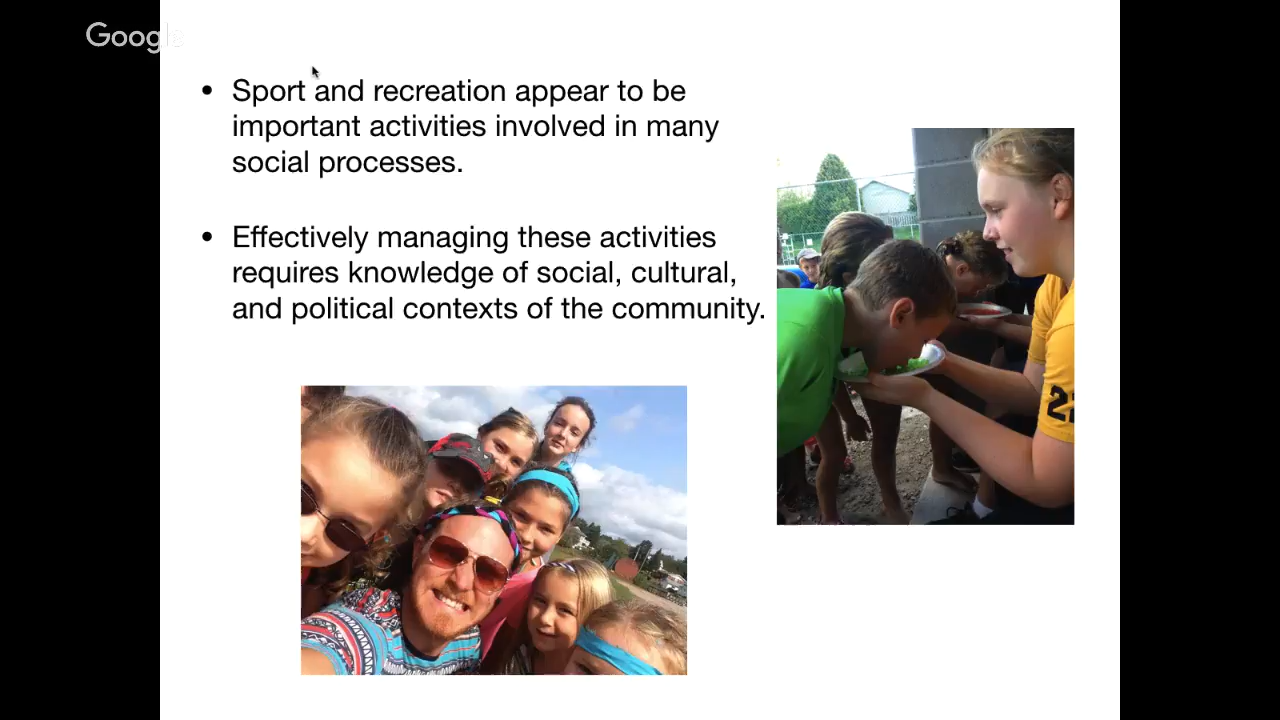 Google
• Sport and recreation appear to be
important activities involved in many
social processes.
• Effectively managing these activities
requires knowledge of social, cultural,
and political contexts of the community.